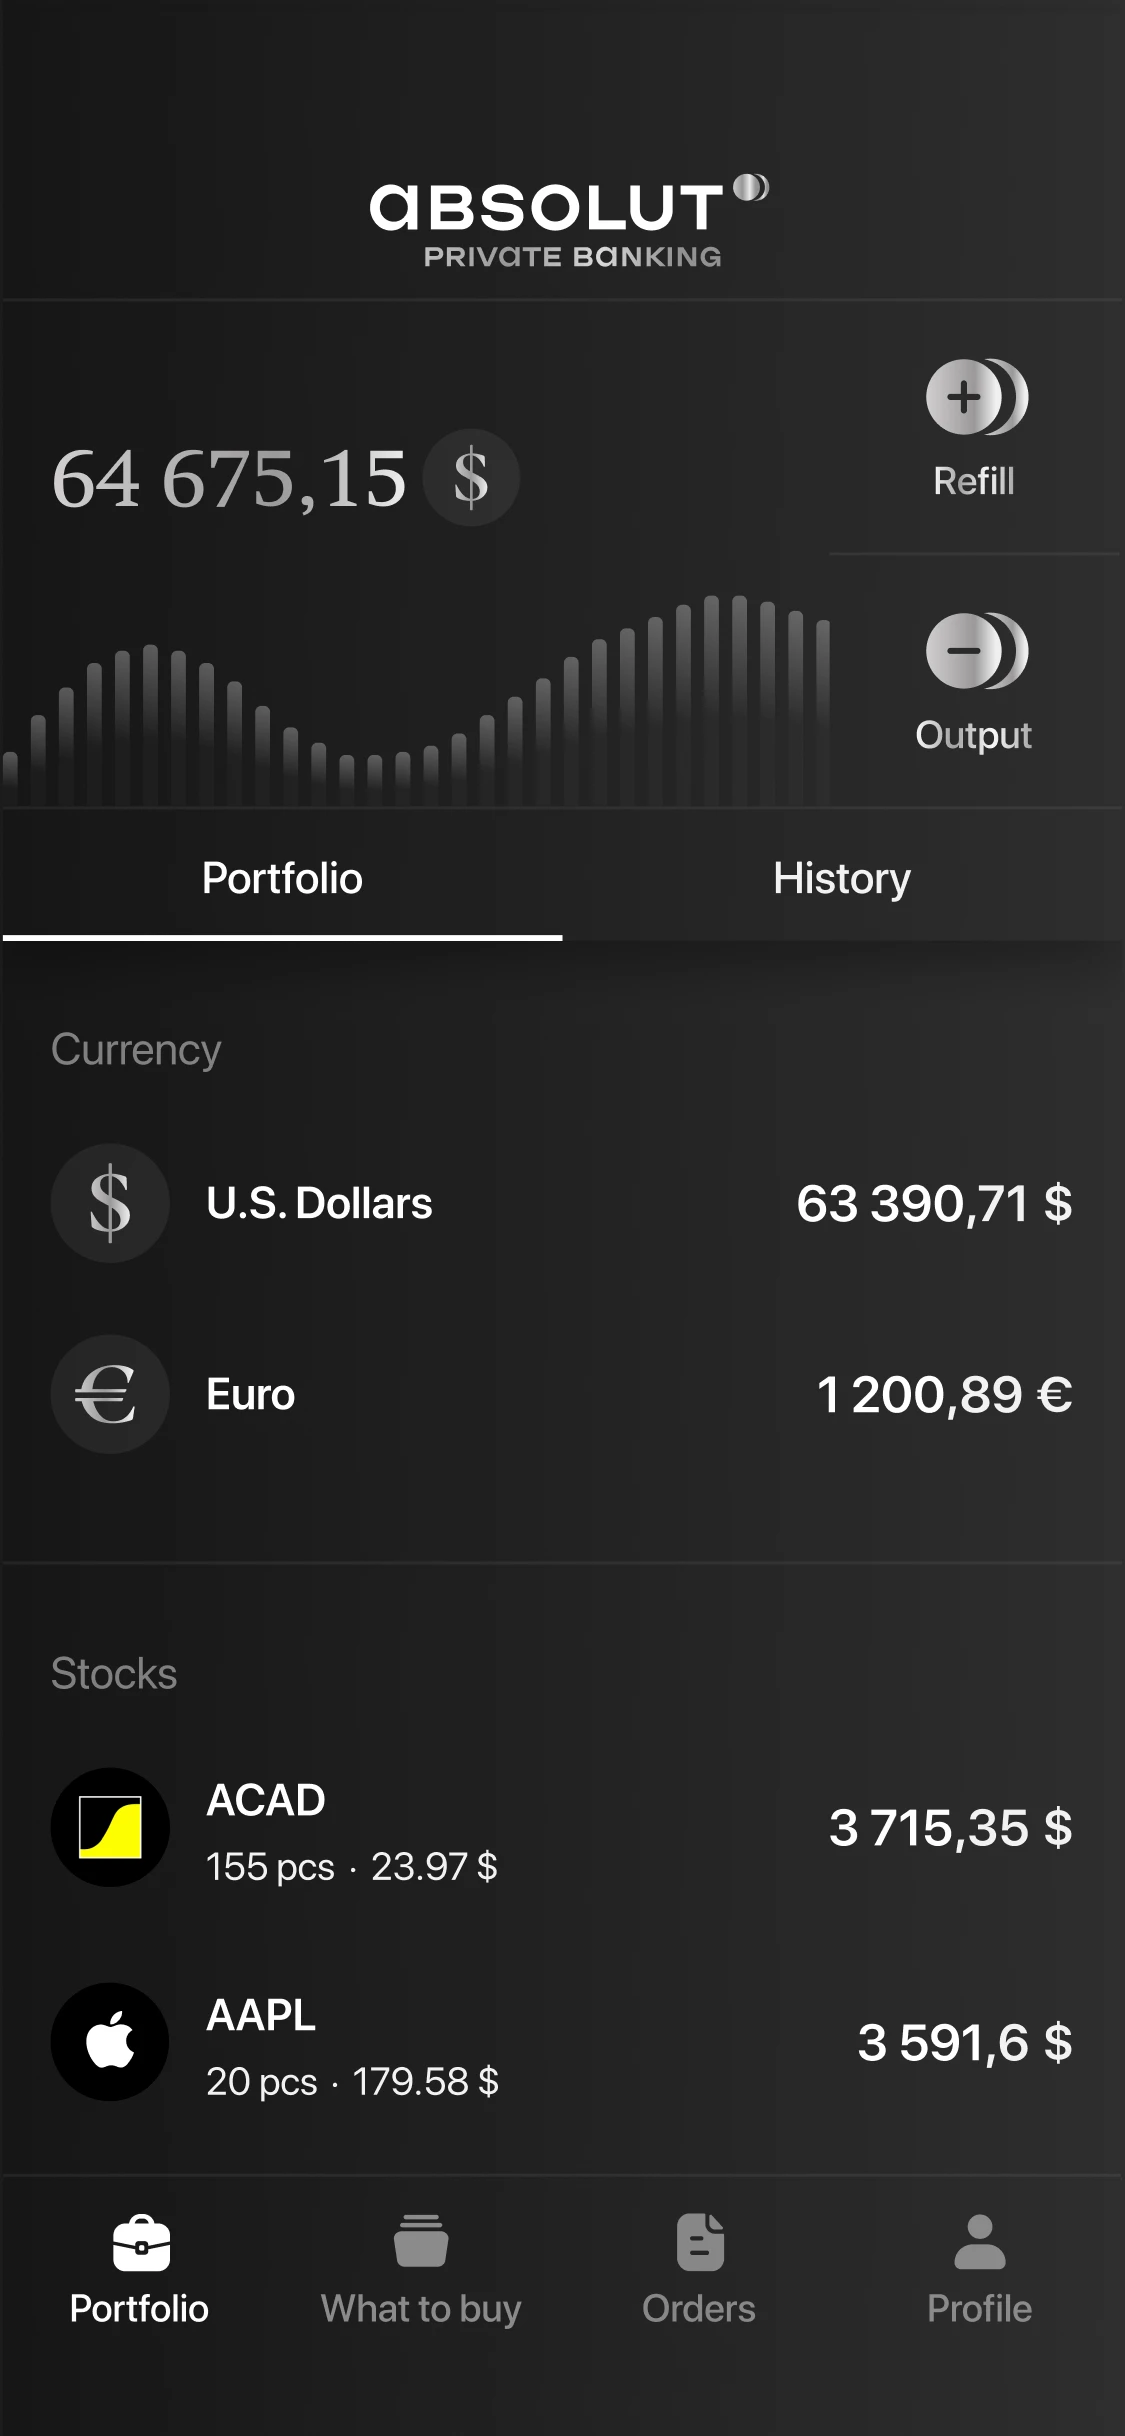 aBSOLUT
PRIVaTE BaNKING
64 675,15 $
Refill
Output
Portfolio
History
Currency
$ U.S. Dollars 63 390,71 $
€ Euro 1 200,89 €
Stocks
ACAD
155 pcs · 23.97 $
3 715,35 $
AAPL
20 pcs · 179.58 $
3 591,6 $
Portfolio
What to buy
Orders
Profile